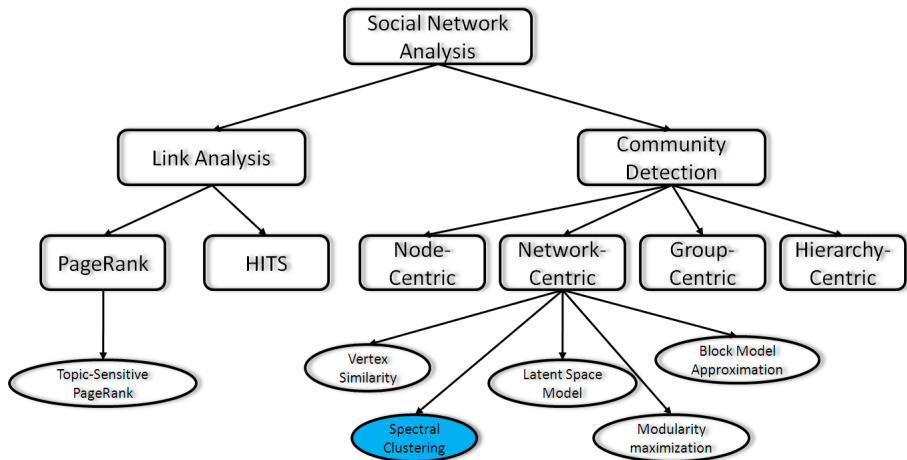 Social Network
Analysis
Link Analysis
Community
Detection
PageRank
HITS
Node-
Centric
Network-
Centric
Group-
Centric
Hierarchy-
Centric
Topic-Sensitive
PageRank
Vertex
Similarity
Latent Space
Model
Block Model
Approximation
Spectral
Clustering
Modularity
maximization